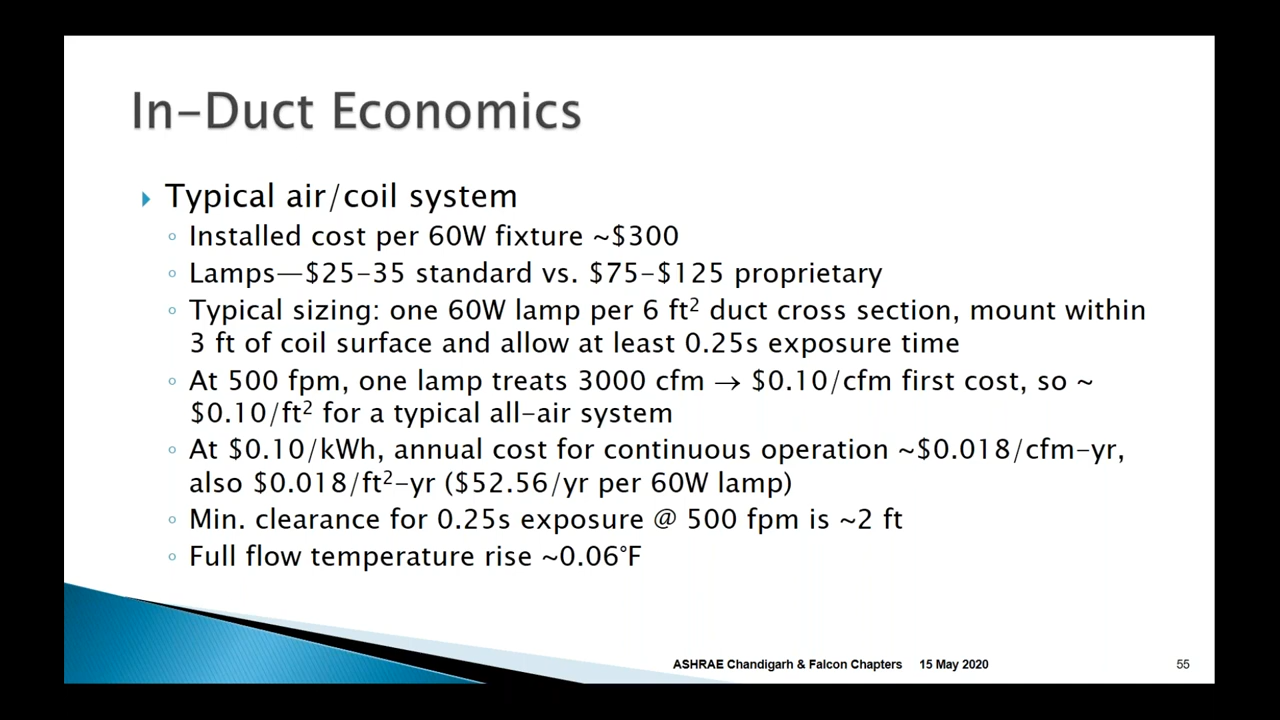 In-Duct Economics
Typical air/coil system
Installed cost per 60W fixture ~$300
Lamps—$25-35 standard vs. $75-$125 proprietary
Typical sizing: one 60W lamp per 6 ft² duct cross section, mount within
3 ft of coil surface and allow at least 0.25s exposure time
At 500 fpm, one lamp treats 3000 cfm → $0.10/cfm first cost, so ~
$0.10/ft² for a typical all-air system
At $0.10/kWh, annual cost for continuous operation ~$0.018/cfm-yr,
also $0.018/ft²-yr ($52.56/yr per 60W lamp)
Min. clearance for 0.25s exposure @ 500 fpm is ~2 ft
Full flow temperature rise ~0.06°F
ASHRAE Chandigarh & Falcon Chapters 15 May 2020 55